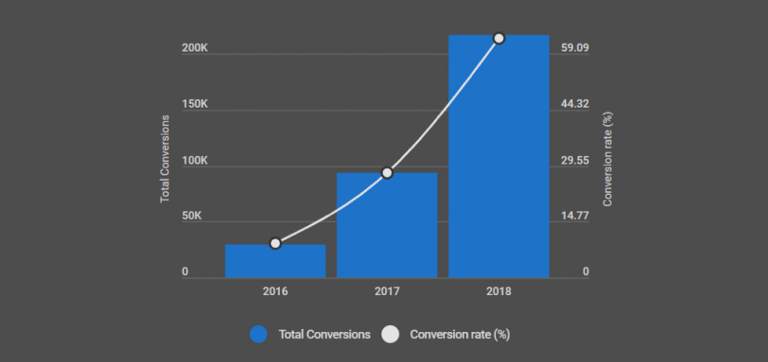 200K
150K
100K
50K
0
Total Conversions
59.09
44.32
29.55
14.77
0
Conversion rate (%)
2016 2017 2018
Total Conversions Conversion rate (%)